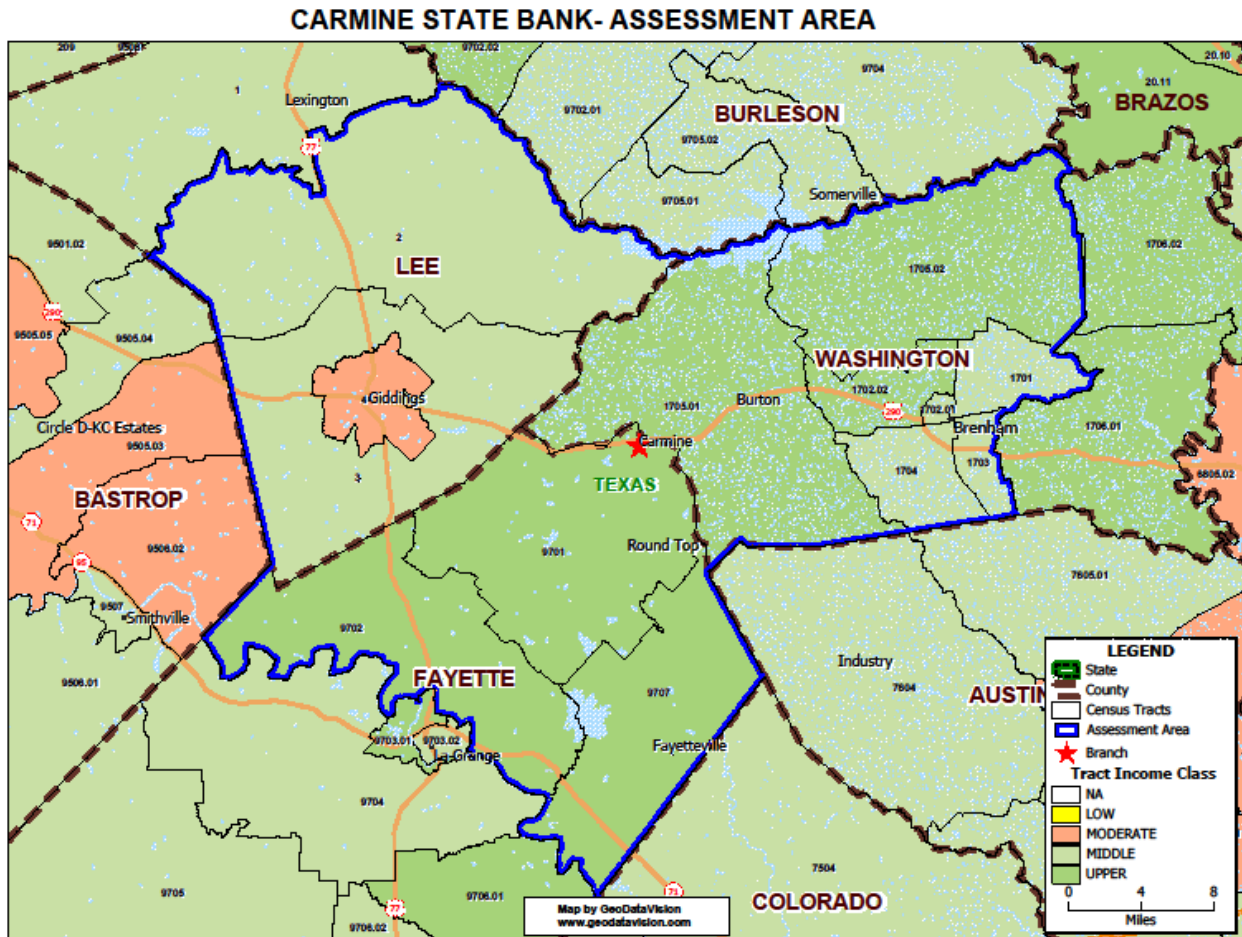 CARMINE STATE BANK- ASSESSMENT AREA
209
9508
9702.02
9704
20.10
20.11
BRAZOS
1
Lexington
9702.01
BURLESON
77
9705.02
Somerville
9705.01
9501.02
2
LEE
1705.02
1706.02
290
9505.05
9505.04
WASHINGTON
1701
1702.02
Giddings
1705.01
Burton
290
1702.01
Circle D-KC Estates
9505.03
Carmine
Brenham
1706.01
1704
1703
6805.02
3
TEXAS
BASTROP
71
9506.02
9701
Round Top
95
7605.01
9507
Smithville
9702
Industry
7604
AUSTIN
9506.01
FAYETTE
9707
9703.01
9703.02
La Grange
Fayetteville
9704
7504
9705
9706.01
71
COLORADO
77
9706.02
Map by GeoDataVision
www.geodatavision.com
LEGEND
State
County
Census Tracts
Assessment Area
Branch
Tract Income Class
NA
LOW
MODERATE
MIDDLE
UPPER
0 4 8
Miles